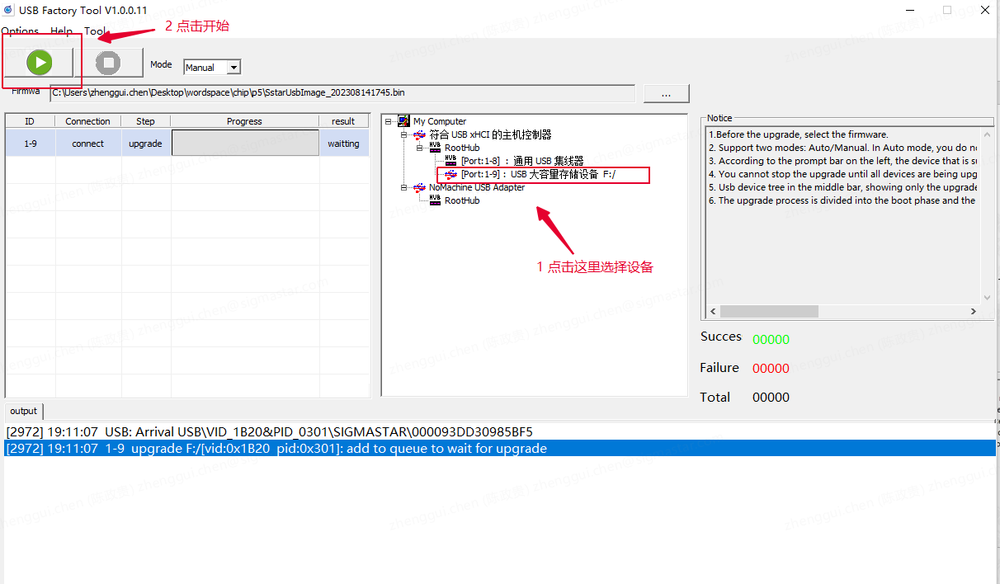 USB Factory Tool V1.0.0.11
2 点击开始
Options Help Tool
Mode Manual
Firmwa C:\Users\zhenggui.chen\Desktop\wordspace\chip\p5\SstarUsbImage_202308141745.bin ...
ID Connection Step Progress result
1-9 connect upgrade waitting
My Computer
符合 USB xHCI 的主机控制器
RootHub
[Port:1-8] : 通用 USB 集线器
[Port:1-9] : USB 大容量存储设备 F:/
NoMachine USB Adapter
RootHub
1 点击这里选择设备
Notice
1.Before the upgrade, select the firmware.
2. Support two modes: Auto/Manual. In Auto mode, you do no
3. According to the prompt bar on the left, the device that is su
4. You cannot stop the upgrade until all devices are being upg
5. Usb device tree in the middle bar, showing only the upgrade
6. The upgrade process is divided into the boot phase and the
Succes 00000
Failure 00000
Total 00000
output
[2972] 19:11:07 USB: Arrival USB\VID_1B20&PID_0301\SIGMASTAR\000093DD30985BF5
[2972] 19:11:07 1-9 upgrade F:/[vid:0x1B20 pid:0x301]: add to queue to wait for upgrade